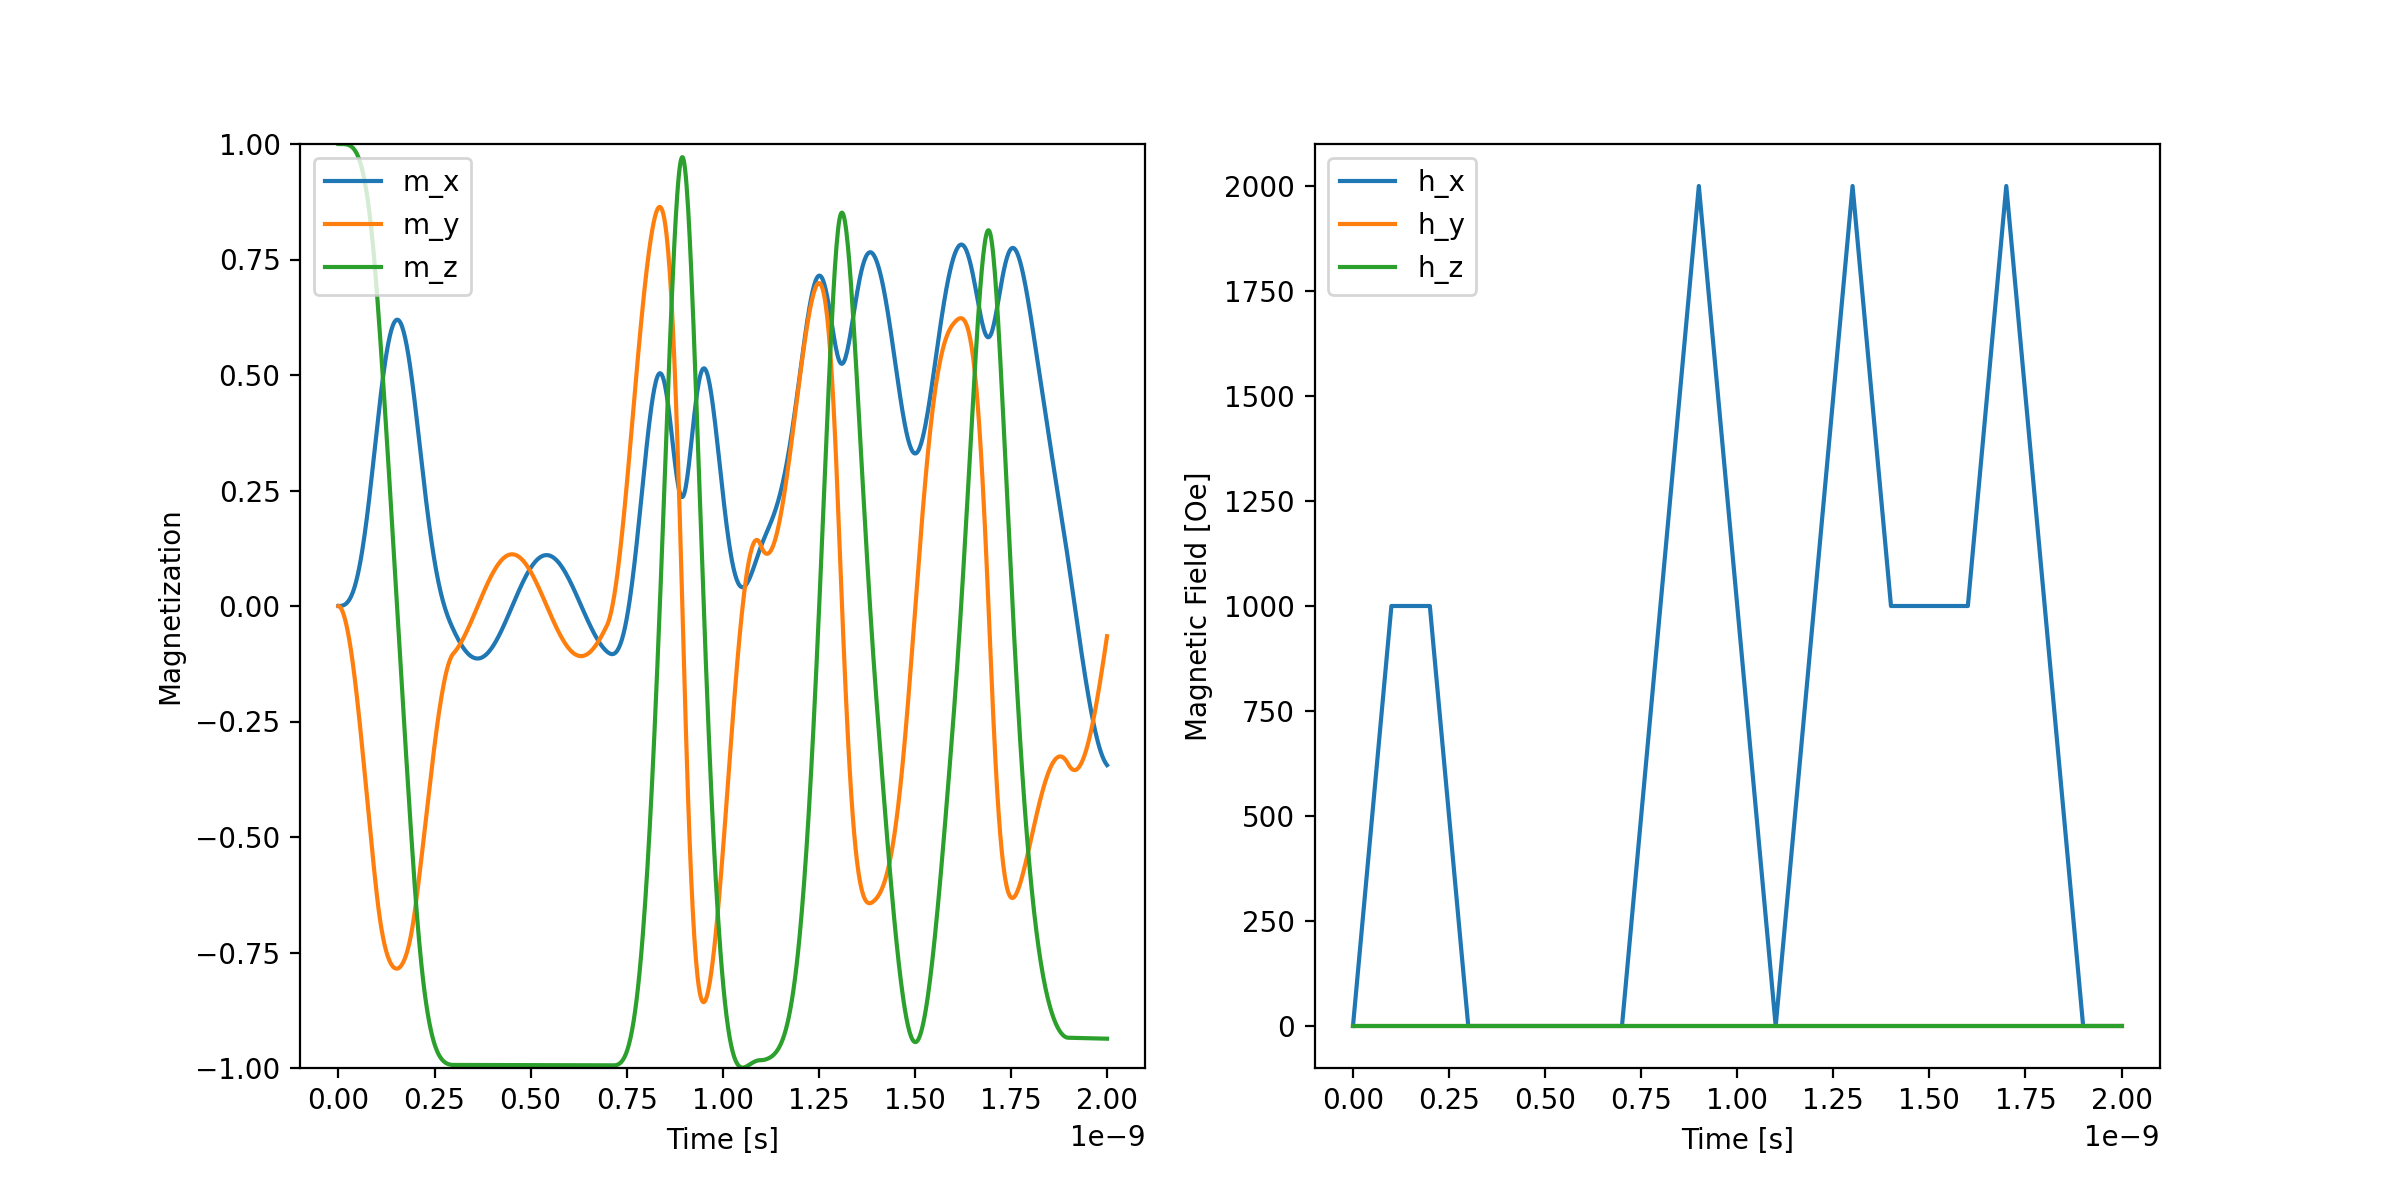 m_x
m_y
m_z
1.00
0.75
0.50
0.25
0.00
−0.25
−0.50
−0.75
−1.00
Magnetization
0.00 0.25 0.50 0.75 1.00 1.25 1.50 1.75 2.00
Time [s]
1e−9
h_x
h_y
h_z
2000
1750
1500
1250
1000
750
500
250
0
Magnetic Field [Oe]
0.00 0.25 0.50 0.75 1.00 1.25 1.50 1.75 2.00
Time [s]
1e−9